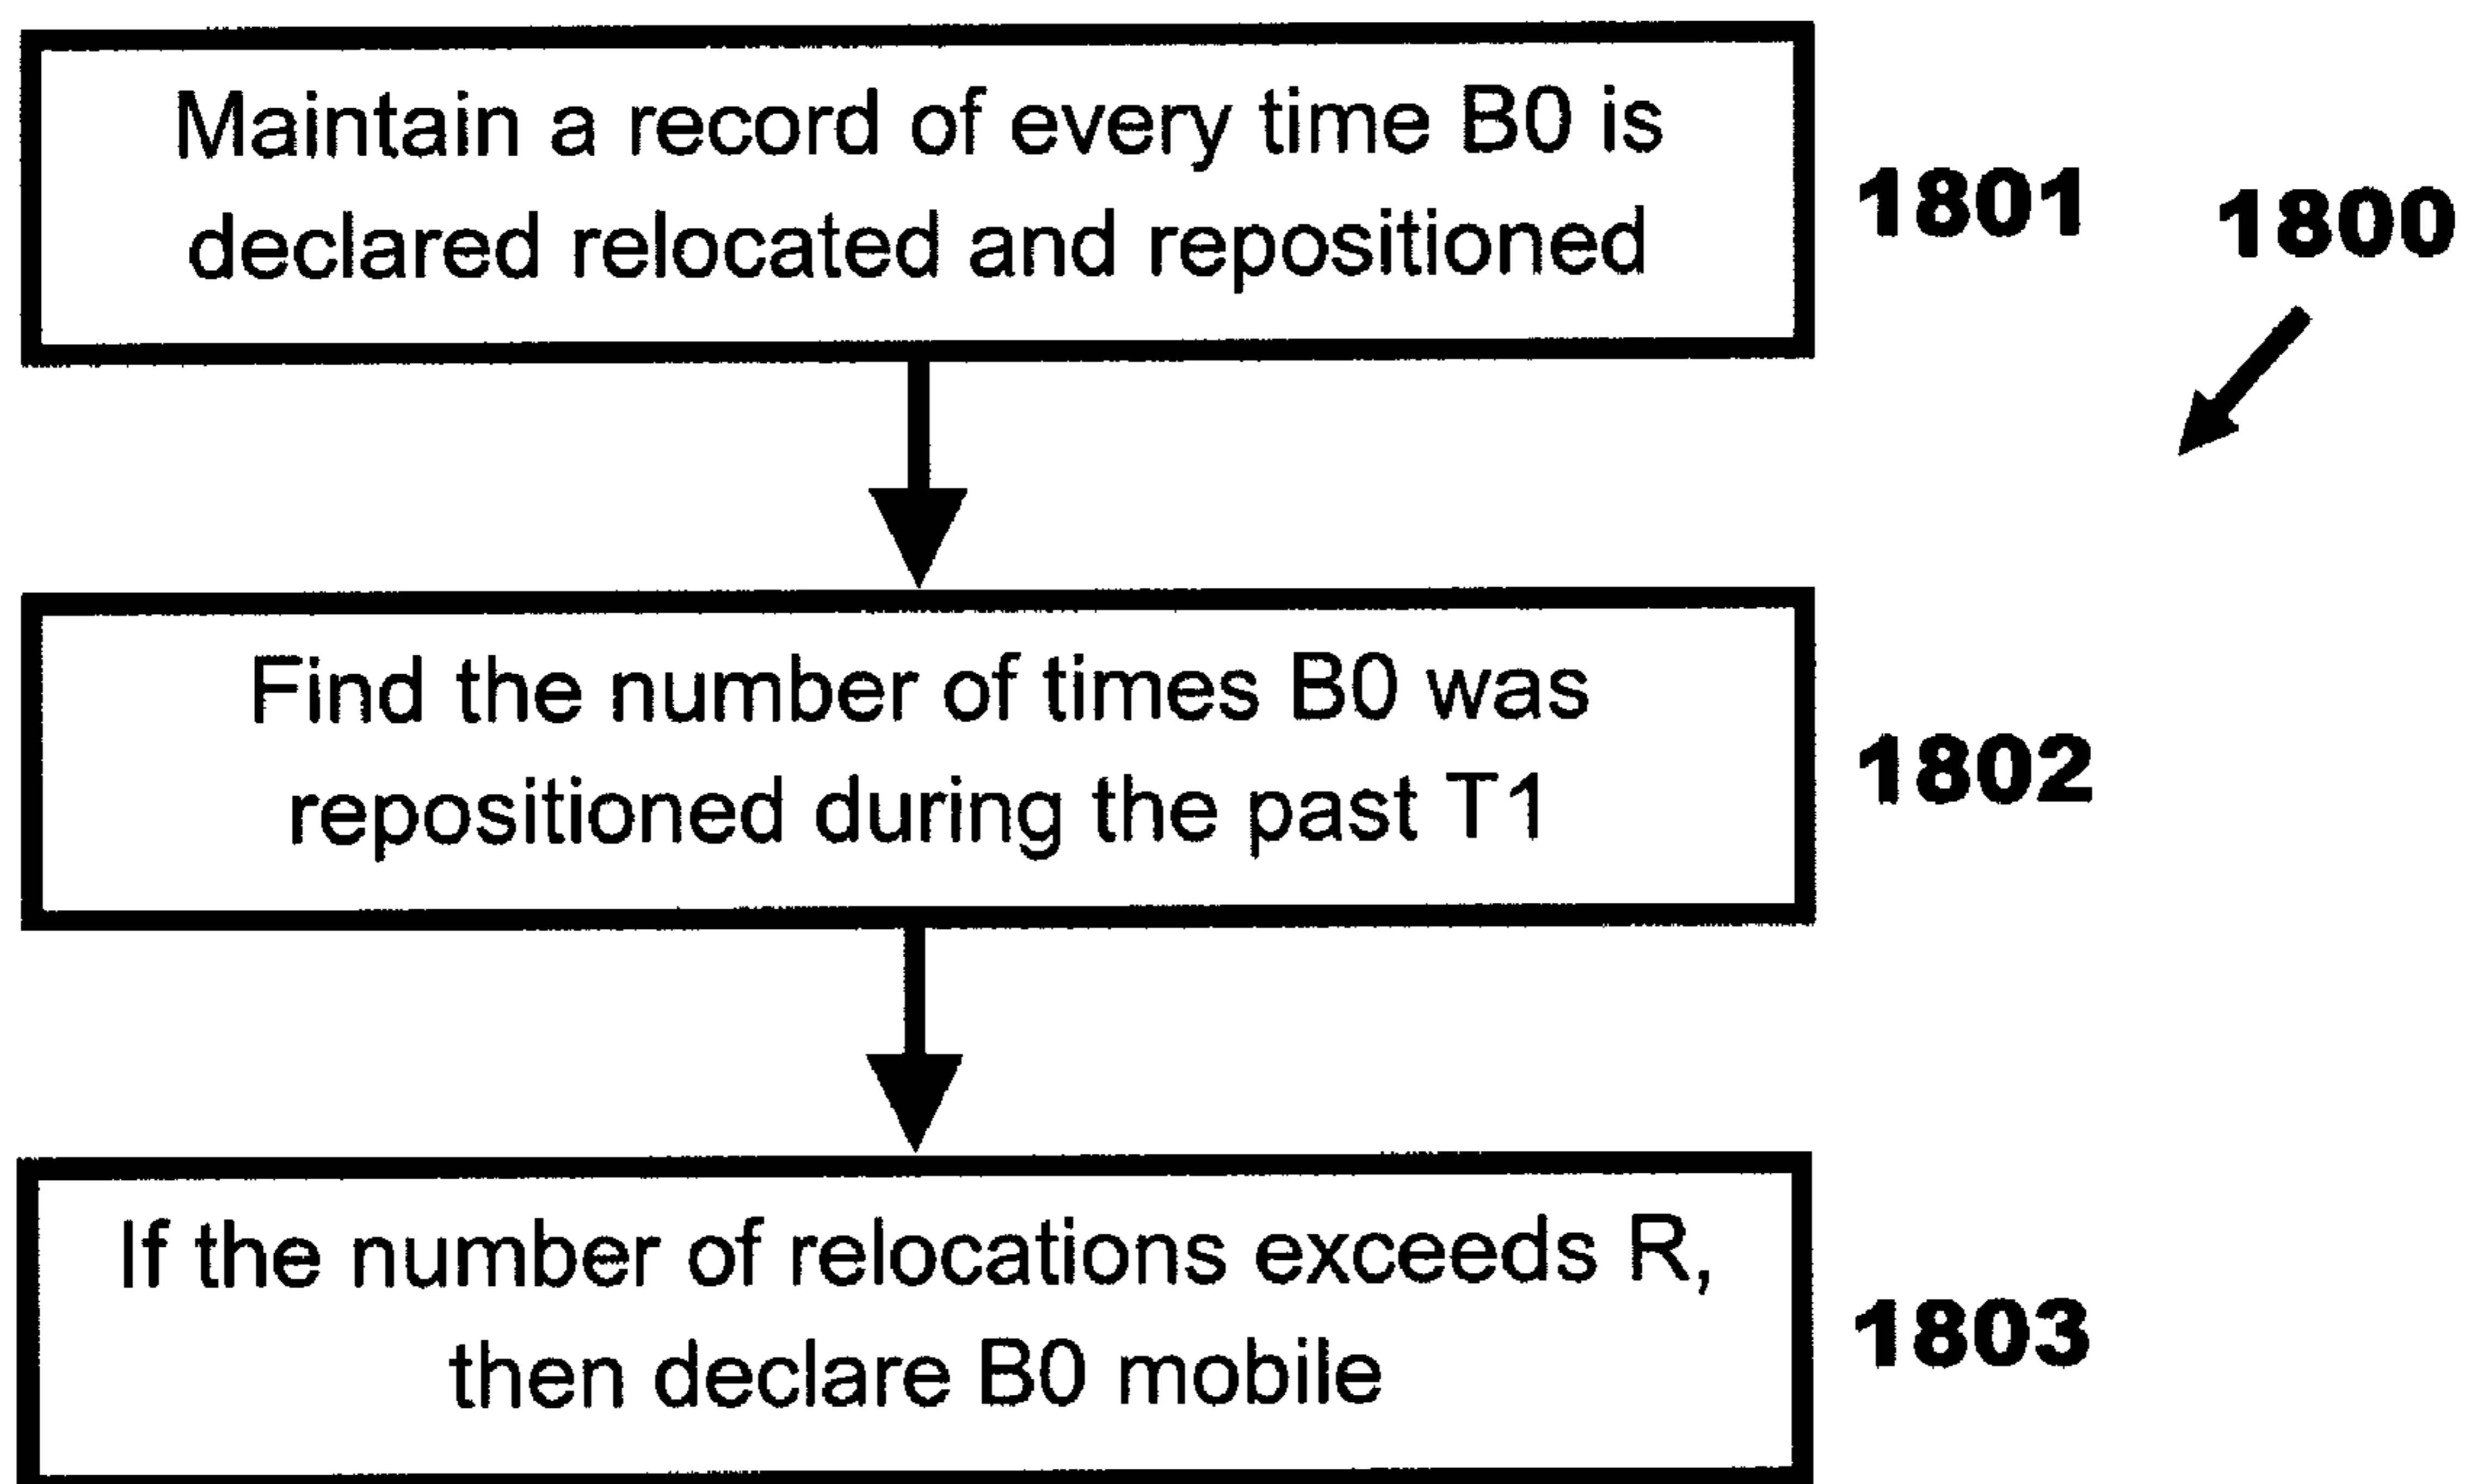 Maintain a record of every time B0 is
declared relocated and repositioned
1801
1800
Find the number of times B0 was
repositioned during the past T1
1802
If the number of relocations exceeds R,
then declare B0 mobile
1803